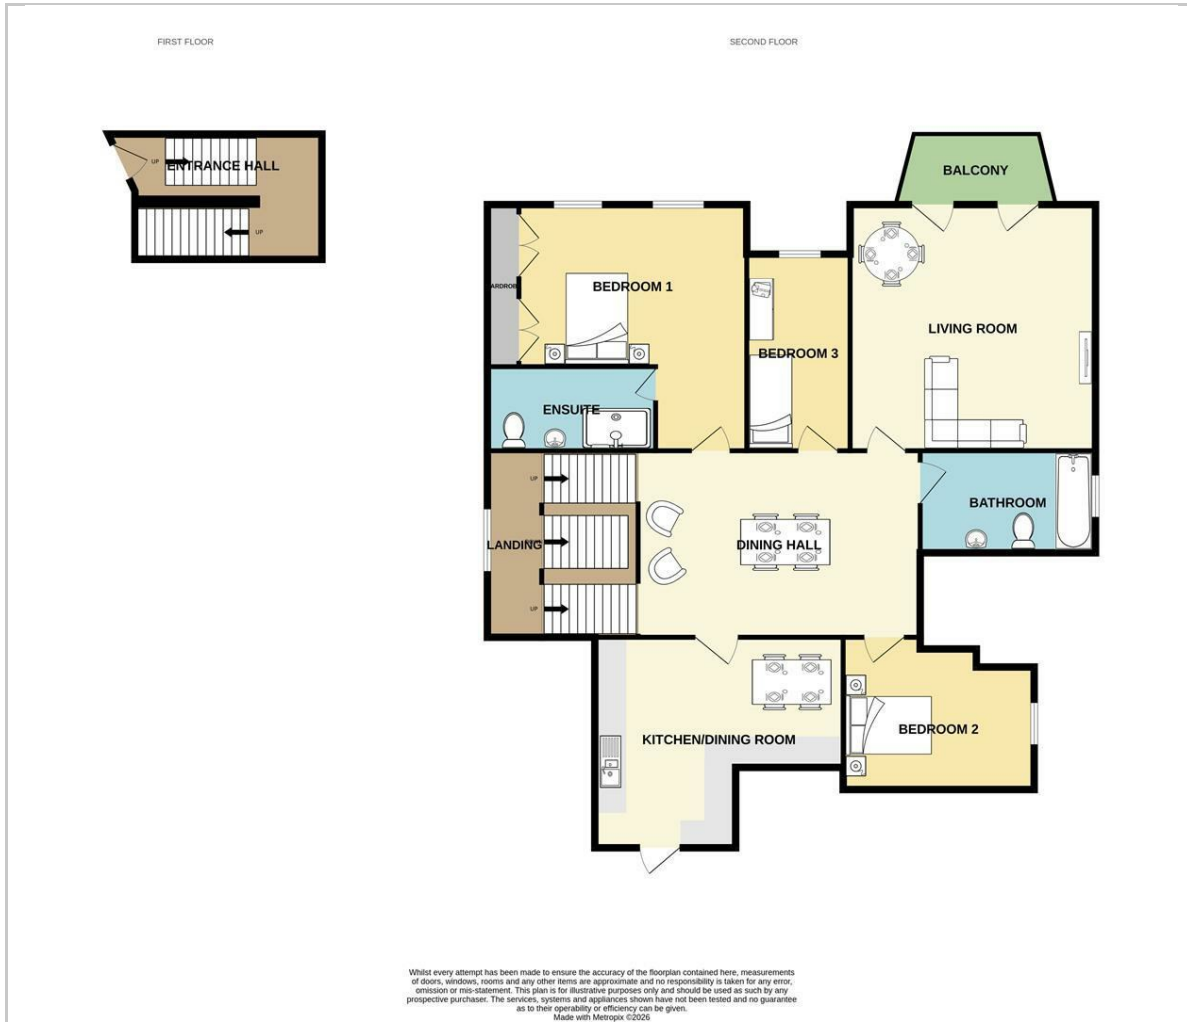 FIRST FLOOR
SECOND FLOOR
UP
ENTRANCE HALL
UP
BALCONY
BEDROOM 1
ARDROB
LIVING ROOM
BEDROOM 3
ENSUITE
UP
BATHROOM
LANDING
DINING HALL
UP
BEDROOM 2
KITCHEN/DINING ROOM
Whilst every attempt has been made to ensure the accuracy of the floorplan contained here, measurements
of doors, windows, rooms and any other items are approximate and no responsibility is taken for any error,
omission or mis-statement. This plan is for illustrative purposes only and should be used as such by any
prospective purchaser. The services, systems and appliances shown have not been tested and no guarantee
as to their operability or efficiency can be given.
Made with Metropix ©2026